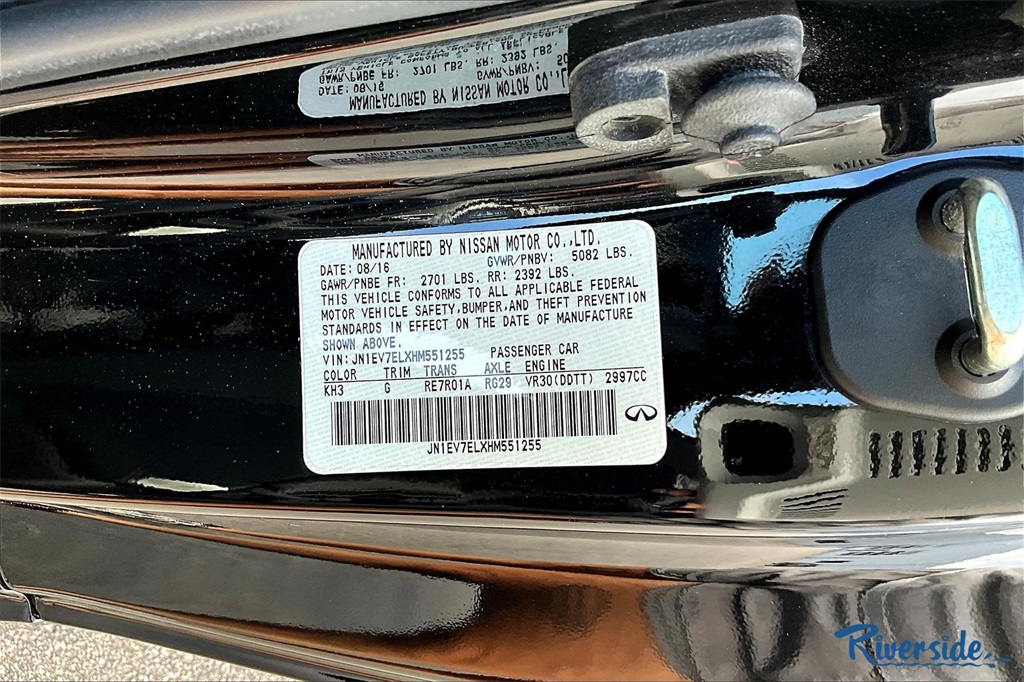 MANUFACTURED BY NISSAN MOTOR CO.,LTD.
DATE: 08/16 GVWR/PNBV: 5082 LBS.
GAWR/PNBE FR: 2701 LBS. RR: 2392 LBS.
THIS VEHICLE CONFORMS TO ALL APPLICABLE FEDERAL
MOTOR VEHICLE SAFETY,BUMPER,AND THEFT PREVENTION
STANDARDS IN EFFECT ON THE DATE OF MANUFACTURE
SHOWN ABOVE.
VIN: JN1EV7ELXHM551255 PASSENGER CAR
COLOR TRIM TRANS AXLE ENGINE
KH3 G RE7R01A RG29 VR30(DDTT) 2997CC
JN1EV7ELXHM551255
Riverside